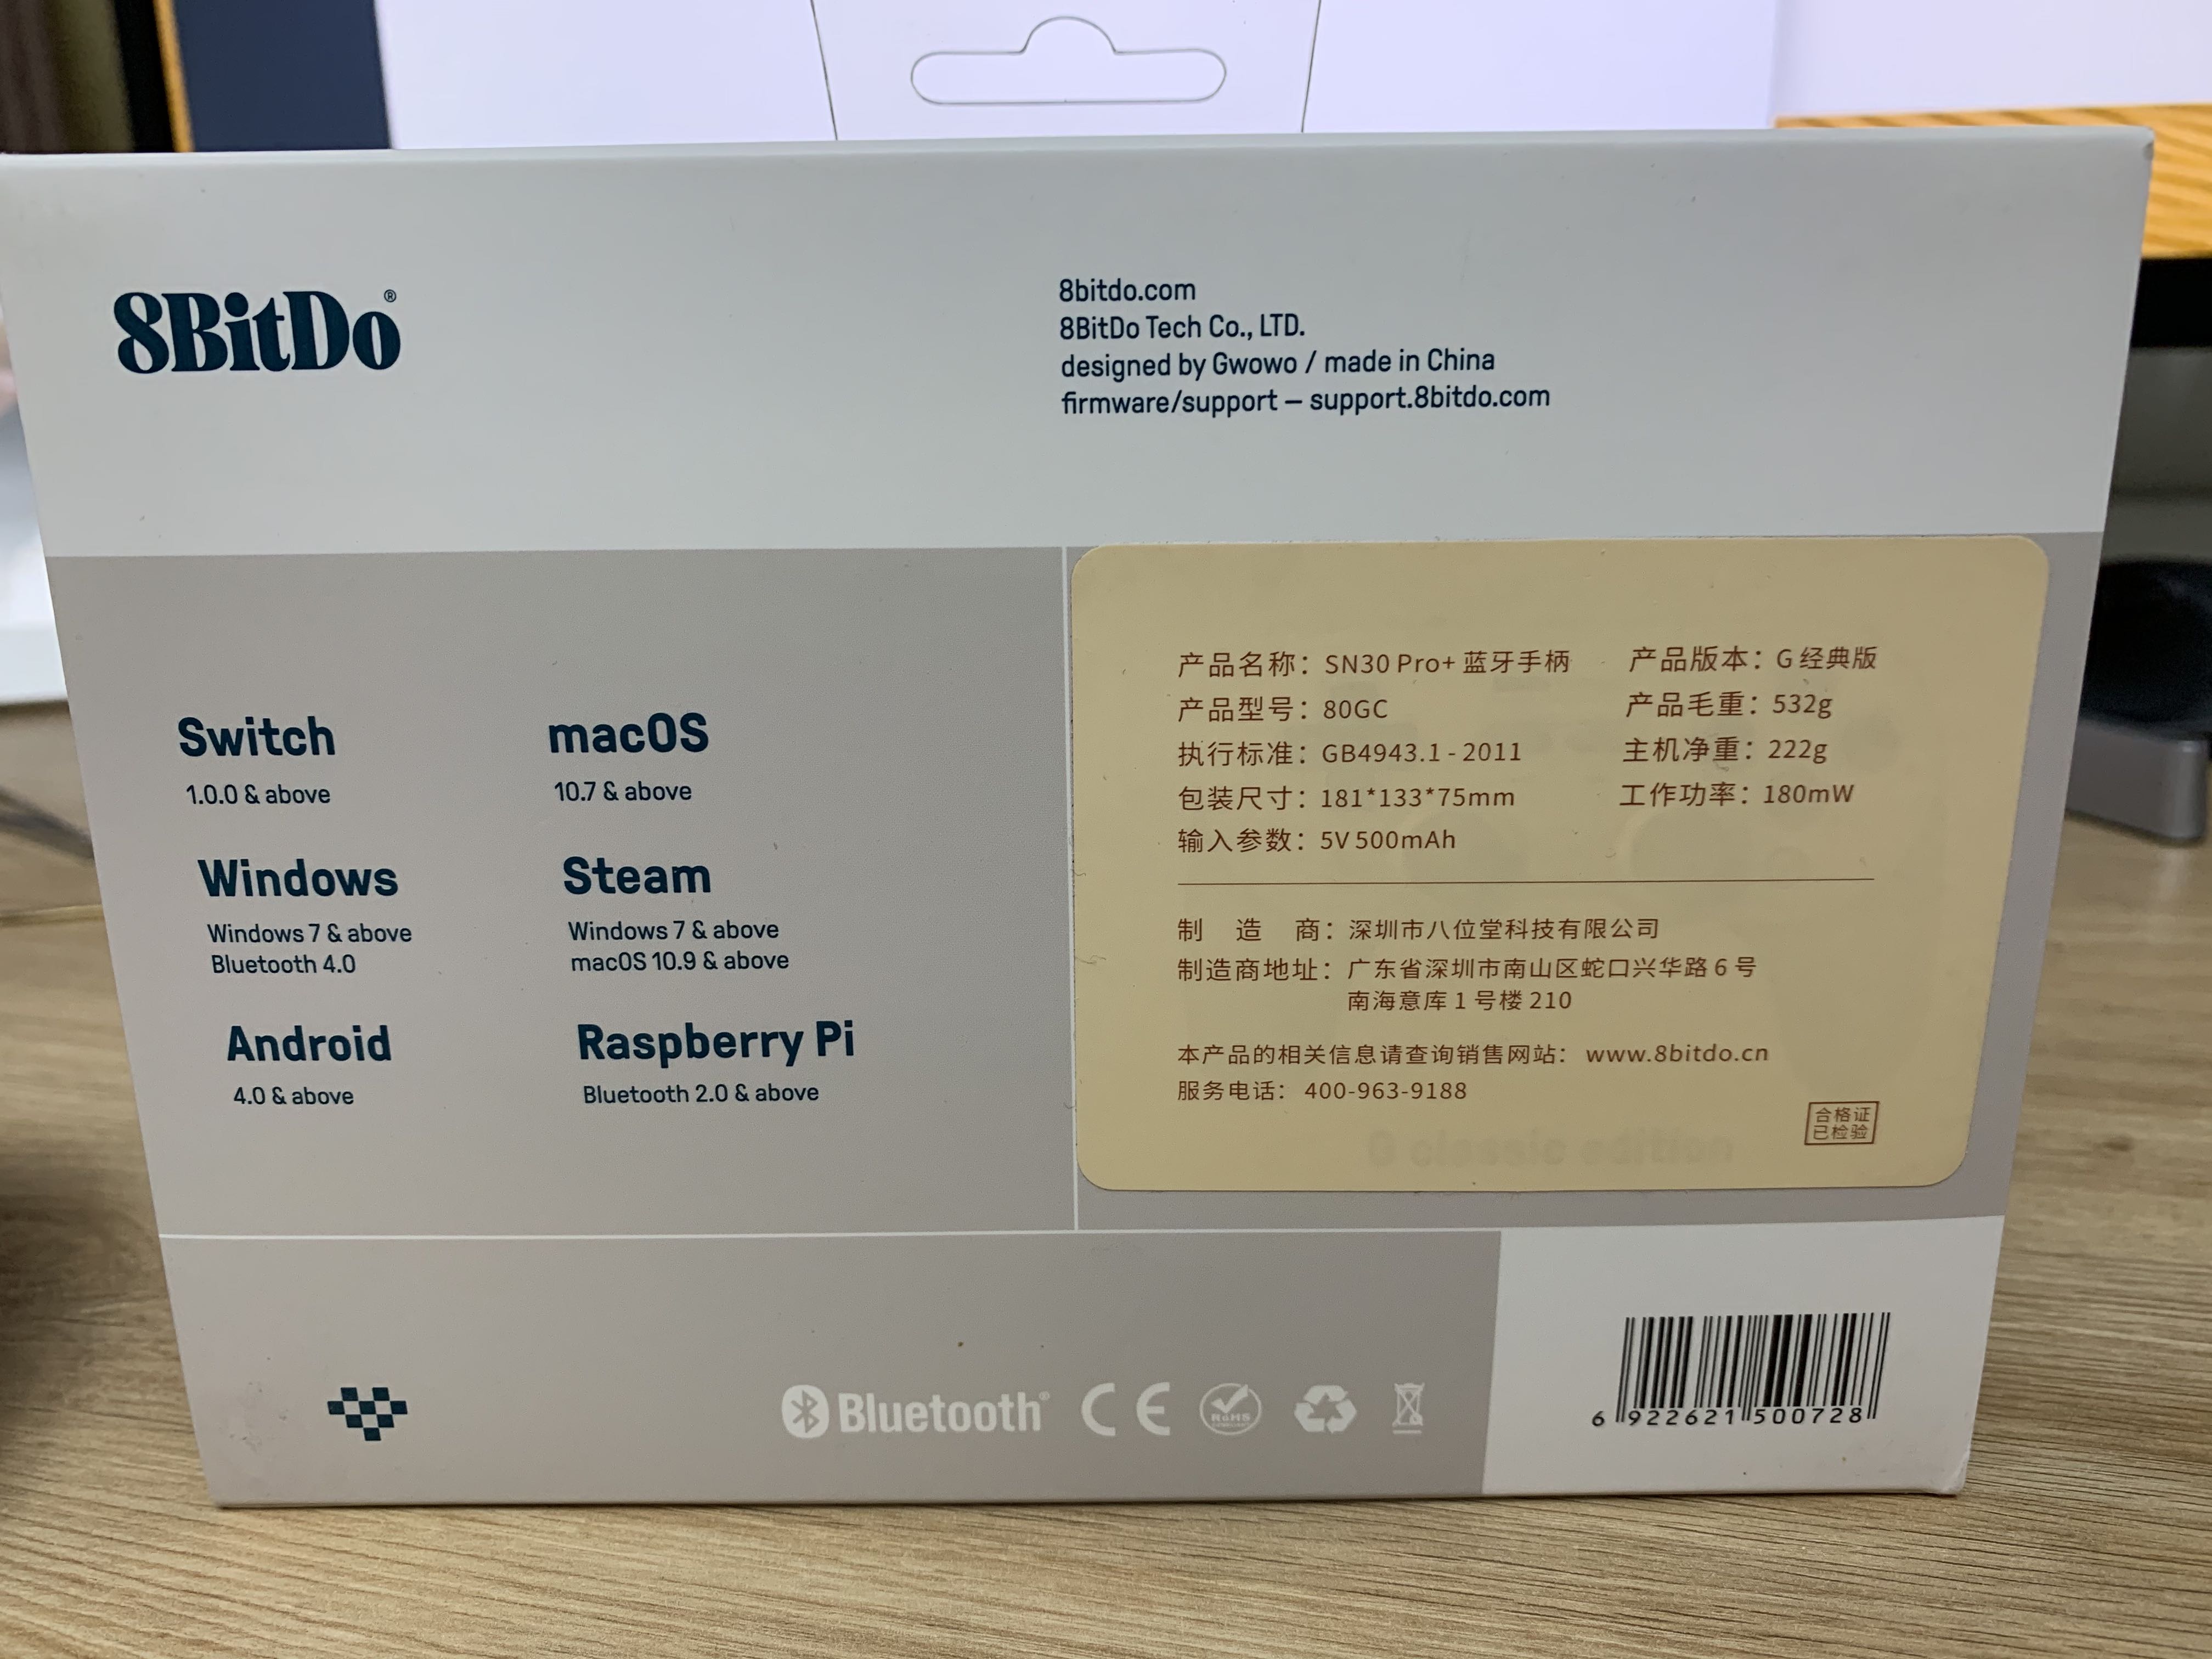 8BitDo®
8bitdo.com
8BitDo Tech Co., LTD.
designed by Gwowo / made in China
firmware/support – support.8bitdo.com
Switch
1.0.0 & above
macOS
10.7 & above
Windows
Windows 7 & above
Bluetooth 4.0
Steam
Windows 7 & above
macOS 10.9 & above
Android
4.0 & above
Raspberry Pi
Bluetooth 2.0 & above
产品名称：SN30 Pro+ 蓝牙手柄 产品版本：G 经典版
产品型号：80GC 产品毛重：532g
执行标准：GB4943.1 - 2011 主机净重：222g
包装尺寸：181*133*75mm 工作功率：180mW
输入参数：5V 500mAh
制 造 商：深圳市八位堂科技有限公司
制造商地址：广东省深圳市南山区蛇口兴华路 6 号
南海意库 1 号楼 210
本产品的相关信息请查询销售网站：www.8bitdo.cn
服务电话：400-963-9188
合格证
已检验
G classic edition
Bluetooth®
CE
RoHS
6 922621 500728